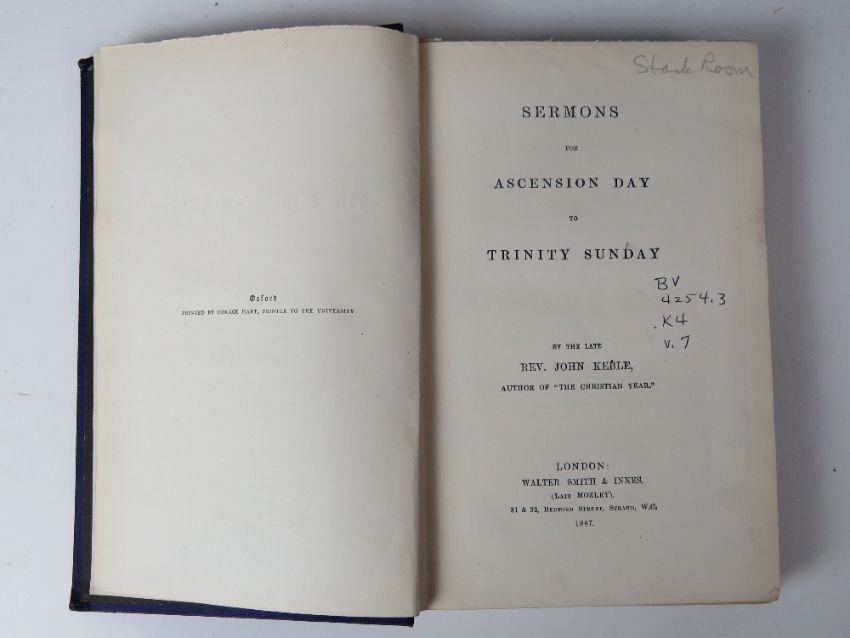 Oxford
PRINTED BY HORACE HART, PRINTER TO THE UNIVERSITY
Stack Room
SERMONS
FOR
ASCENSION DAY
TO
TRINITY SUNDAY
BV
4254.3
.K4
v. 7
BY THE LATE
REV. JOHN KEBLE,
AUTHOR OF "THE CHRISTIAN YEAR."
LONDON:
WALTER SMITH & INNES,
(LATE MOZLEY),
31 & 32, BEDFORD STREET, STRAND, W.C.
1887.